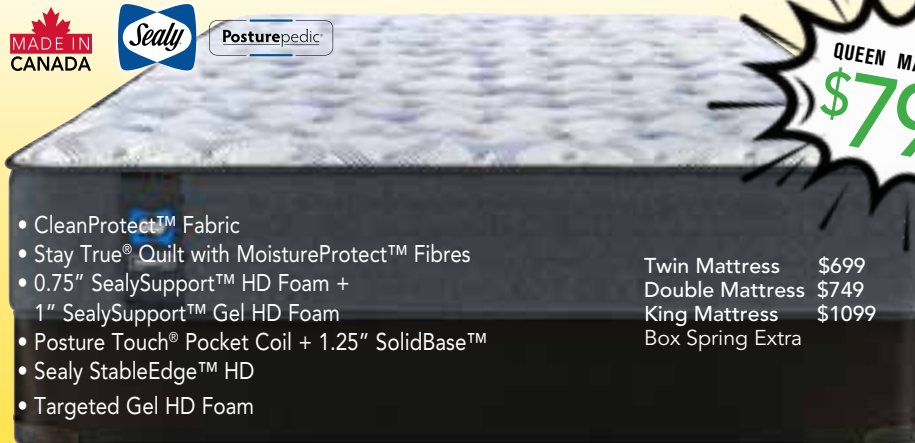 MADE IN
CANADA
Sealy
Posturepedic®
QUEEN
$79
• CleanProtect™ Fabric
• Stay True® Quilt with MoistureProtect™ Fibres
• 0.75” SealySupport™ HD Foam +
1” SealySupport™ Gel HD Foam
• Posture Touch® Pocket Coil + 1.25” SolidBase™
• Sealy StableEdge™ HD
• Targeted Gel HD Foam
Twin Mattress $699
Double Mattress $749
King Mattress $1099
Box Spring Extra